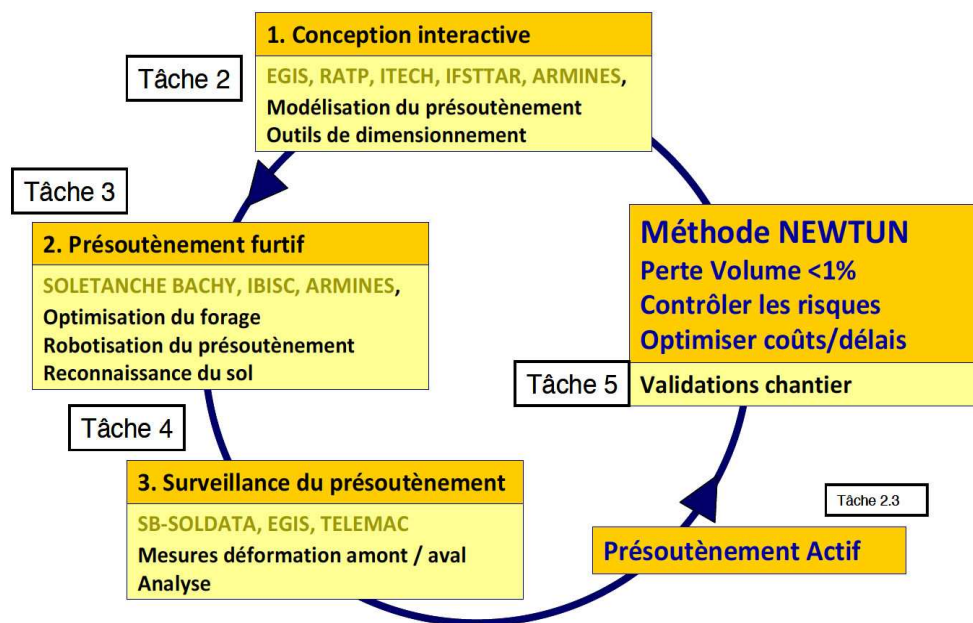 1. Conception interactive
Tâche 2
EGIS, RATP, ITECH, IFSTTAR, ARMINES,
Modélisation du présoutènement
Outils de dimensionnement
Tâche 3
2. Présoutènement furtif
SOLETANCHE BACHY, IBISC, ARMINES,
Optimisation du forage
Robotisation du présoutènement
Reconnaissance du sol
Tâche 4
3. Surveillance du présoutènement
SB-SOLDATA, EGIS, TELEMAC
Mesures déformation amont / aval
Analyse
Tâche 2.3
Présoutènement Actif
Méthode NEWTUN
Perte Volume <1%
Contrôler les risques
Optimiser coûts/délais
Tâche 5
Validations chantier